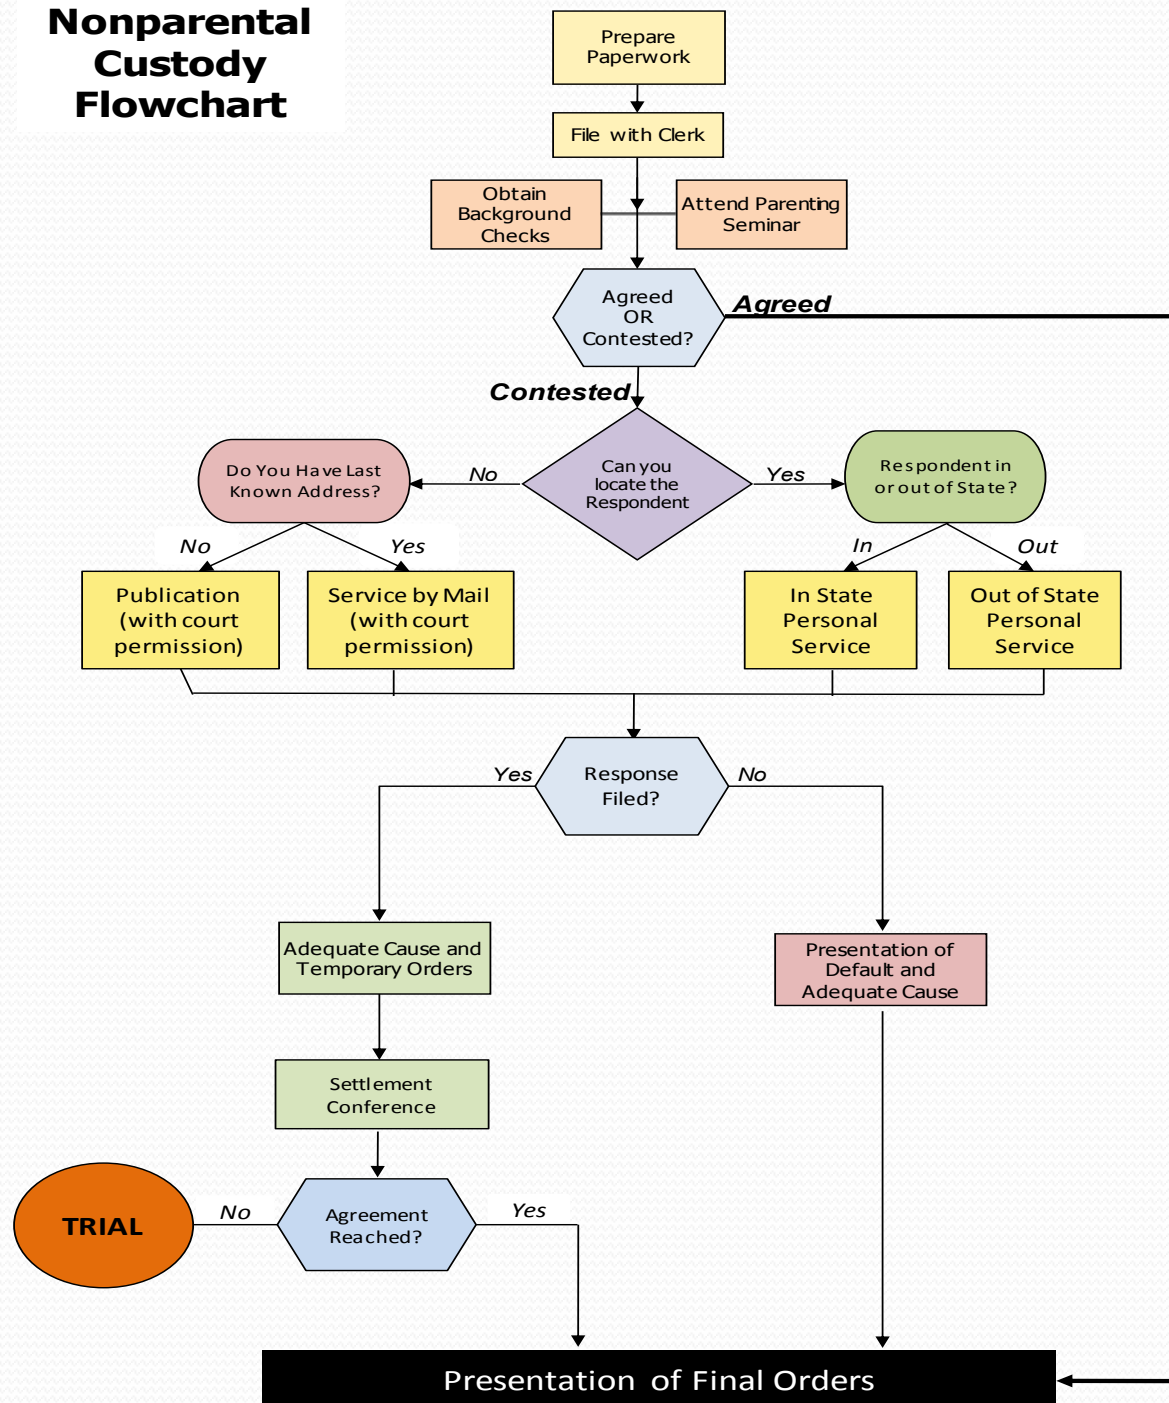 Nonparental
Custody
Flowchart
Prepare
Paperwork
File with Clerk
Obtain
Background
Checks
Attend Parenting
Seminar
Agreed
OR
Contested?
Agreed
Contested
Can you
locate the
Respondent
No
Yes
Do You Have Last
Known Address?
Respondent in
or out of State?
No
Yes
In
Out
Publication
(with court
permission)
Service by Mail
(with court
permission)
In State
Personal
Service
Out of State
Personal
Service
Response
Filed?
Yes
No
Adequate Cause and
Temporary Orders
Presentation of
Default and
Adequate Cause
Settlement
Conference
Agreement
Reached?
No
Yes
TRIAL
Presentation of Final Orders